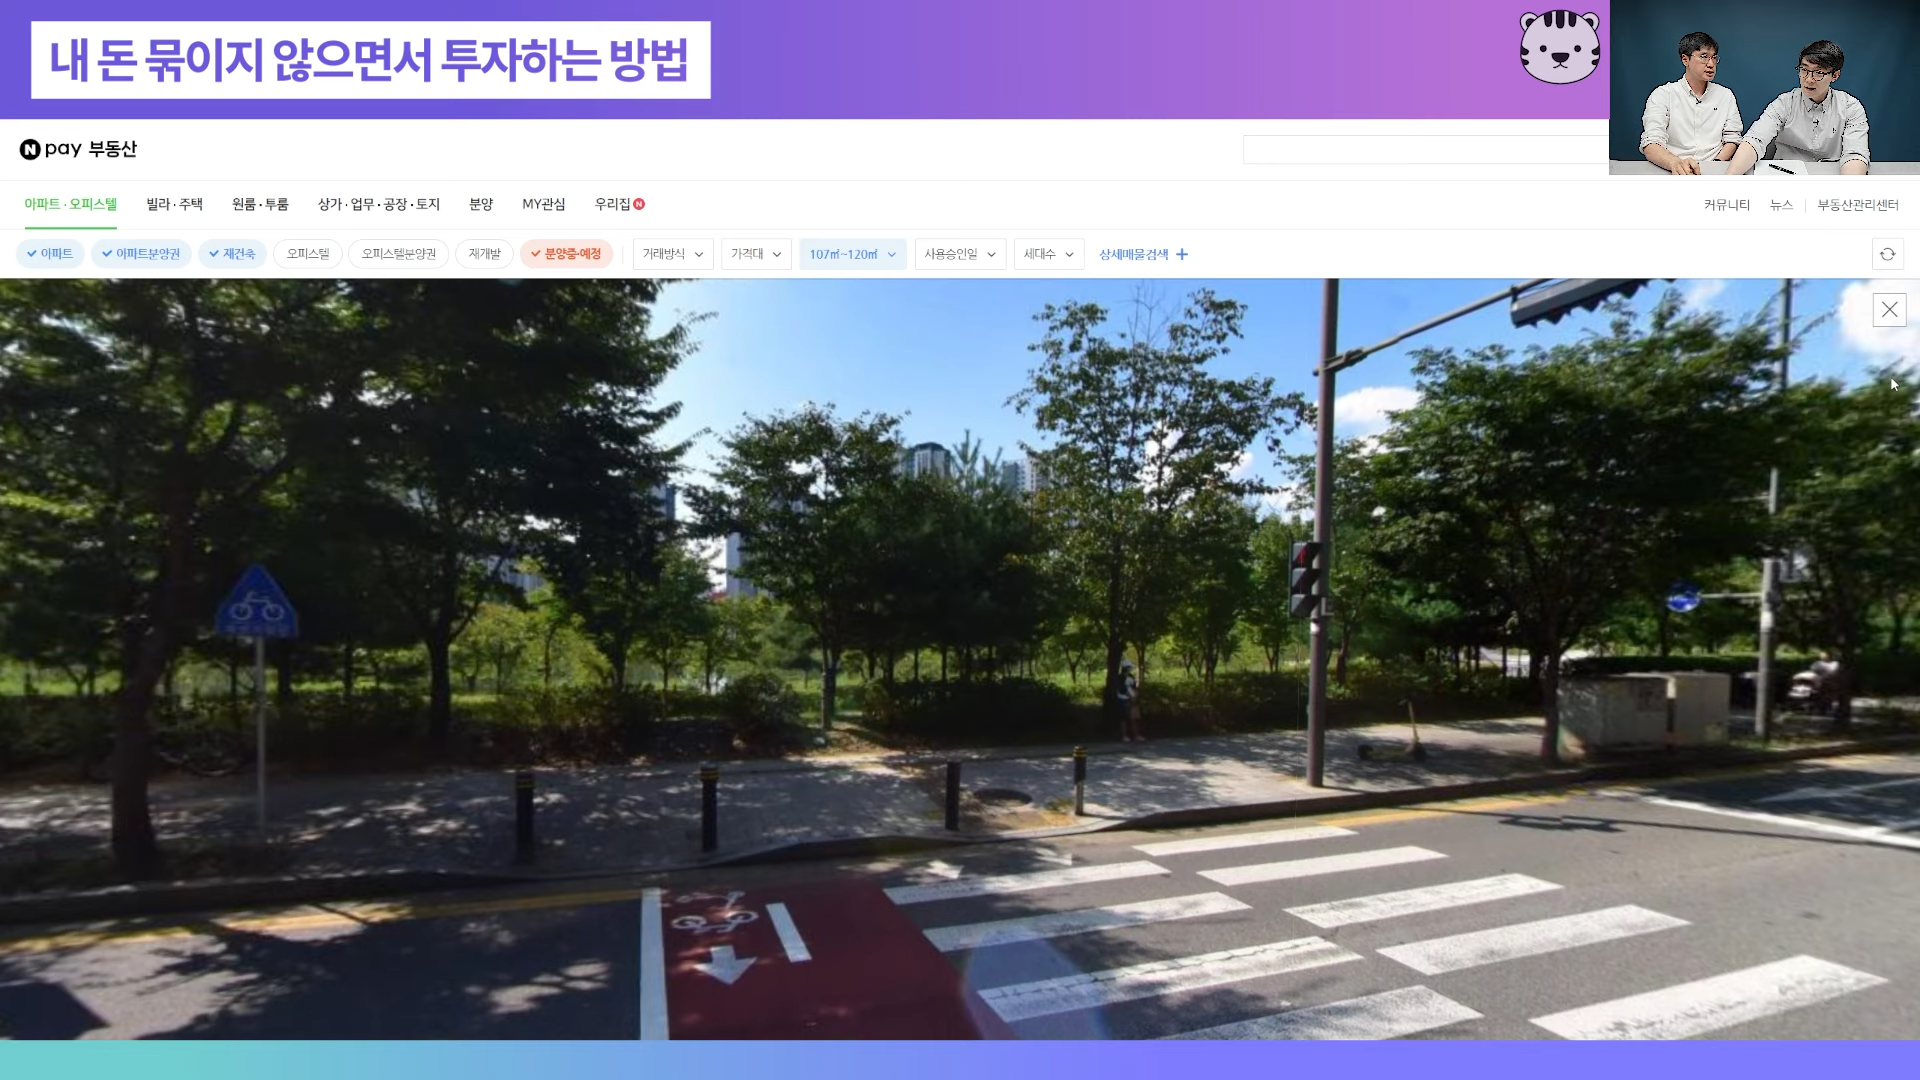 내 돈 묶이지 않으면서 투자하는 방법
N pay 부동산
아파트·오피스텔 빌라·주택 원룸·투룸 상가·업무·공장·토지 분양 MY관심 우리집 N
커뮤니티 뉴스 부동산관리센터
아파트 아파트분양권 재건축 오피스텔 오피스텔분양권 재개발 분양중·예정 거래방식 가격대 107㎡~120㎡ 사용승인일 세대수 상세매물검색